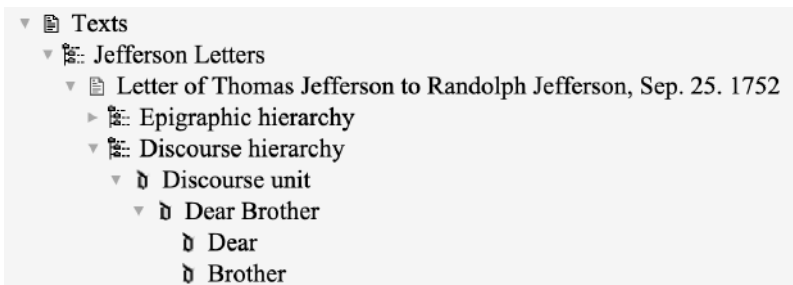 Texts
Jefferson Letters
Letter of Thomas Jefferson to Randolph Jefferson, Sep. 25. 1752
Epigraphic hierarchy
Discourse hierarchy
Discourse unit
Dear Brother
Dear
Brother